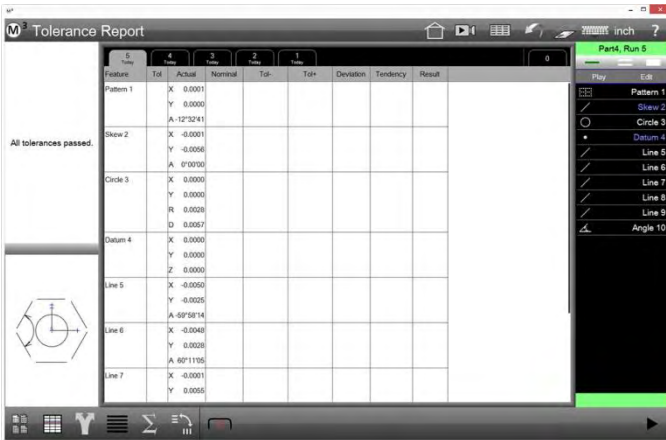 M³
M³ Tolerance Report
inch ?
5 Today
4 Today
3 Today
2 Today
1 Today
0
Part4, Run 5
Play Edit
Feature Tol Actual Nominal Tol- Tol+ Deviation Tendency Result
Pattern 1 X 0.0001
Y 0.0000
A -12°32'41
Skew 2 X -0.0001
Y -0.0056
A 0°00'00
Circle 3 X 0.0000
Y 0.0000
R 0.0028
D 0.0057
Datum 4 X 0.0000
Y 0.0000
Z 0.0000
Line 5 X -0.0050
Y -0.0025
A -59°58'14
Line 6 X -0.0048
Y 0.0028
A 60°11'05
Line 7 X -0.0001
Y 0.0055
All tolerances passed.
Pattern 1
Skew 2
Circle 3
Datum 4
Line 5
Line 6
Line 7
Line 8
Line 9
Angle 10